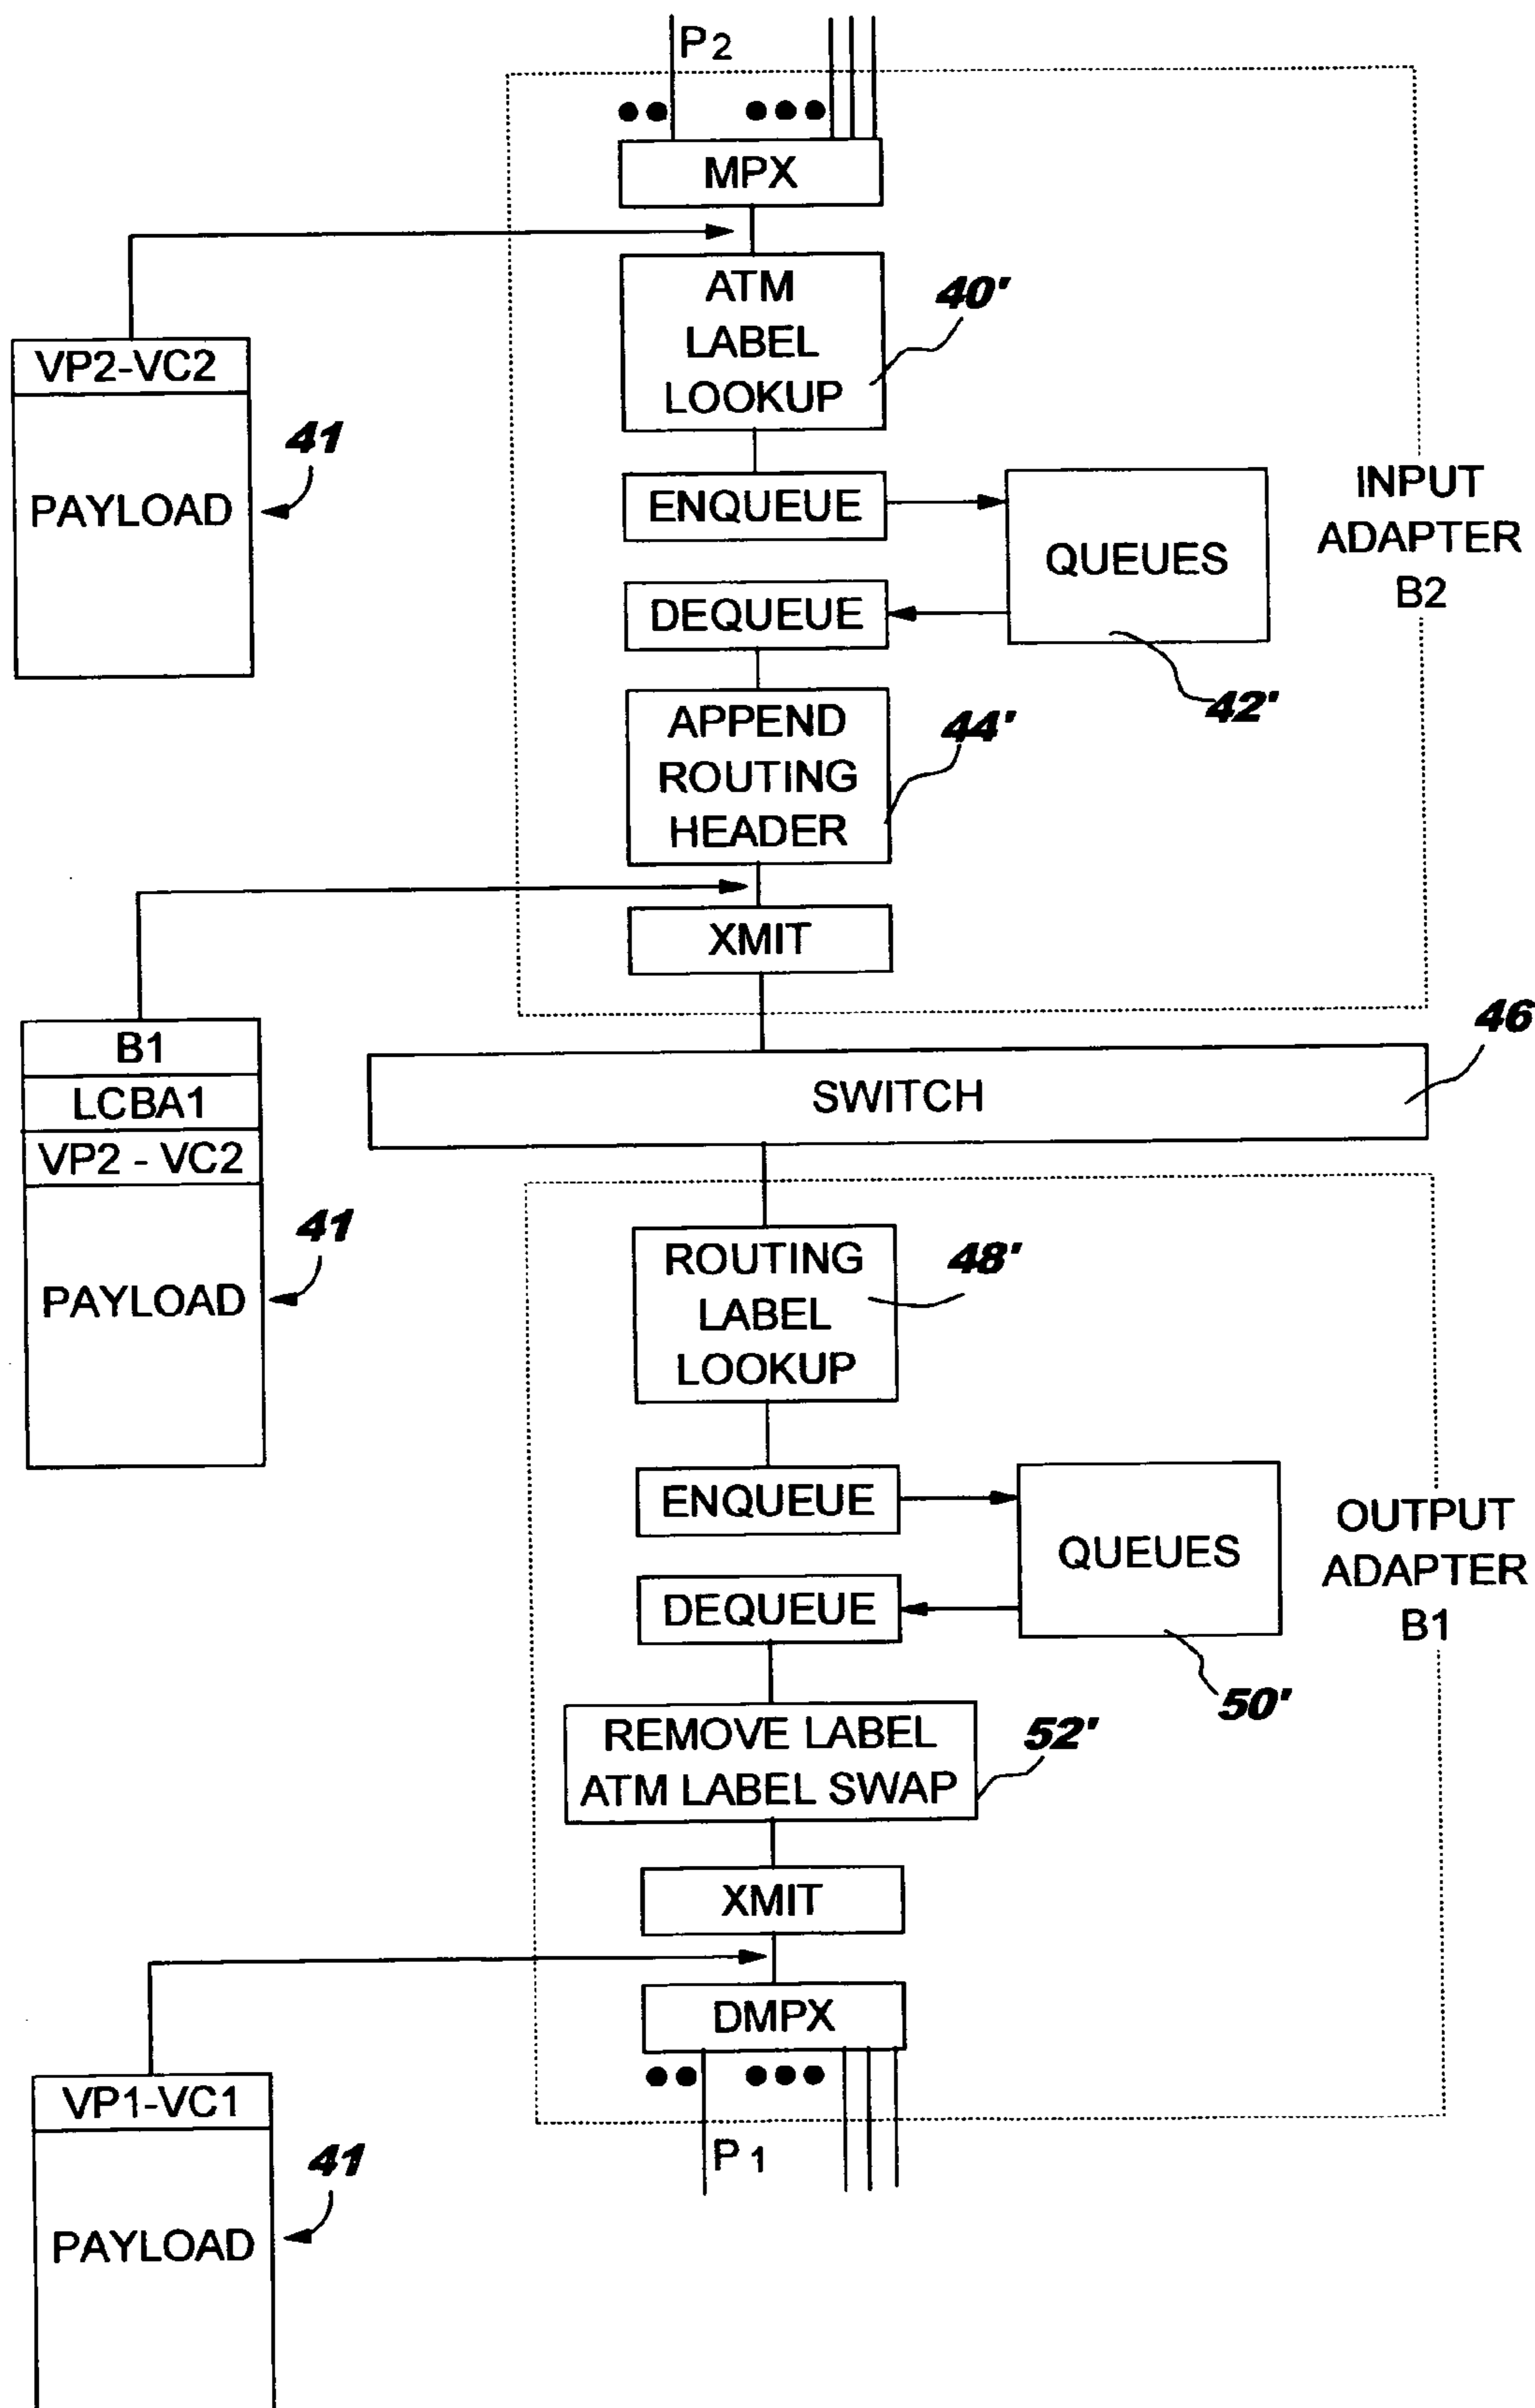 P2
MPX
ATM
LABEL
LOOKUP
40'
VP2-VC2
PAYLOAD
41
ENQUEUE
QUEUES
DEQUEUE
42'
INPUT
ADAPTER
B2
APPEND
ROUTING
HEADER
44'
XMIT
B1
LCBA1
VP2 - VC2
PAYLOAD
41
SWITCH
46
ROUTING
LABEL
LOOKUP
48'
ENQUEUE
QUEUES
DEQUEUE
50'
OUTPUT
ADAPTER
B1
REMOVE LABEL
ATM LABEL SWAP
52'
XMIT
DMPX
P1
VP1-VC1
PAYLOAD
41